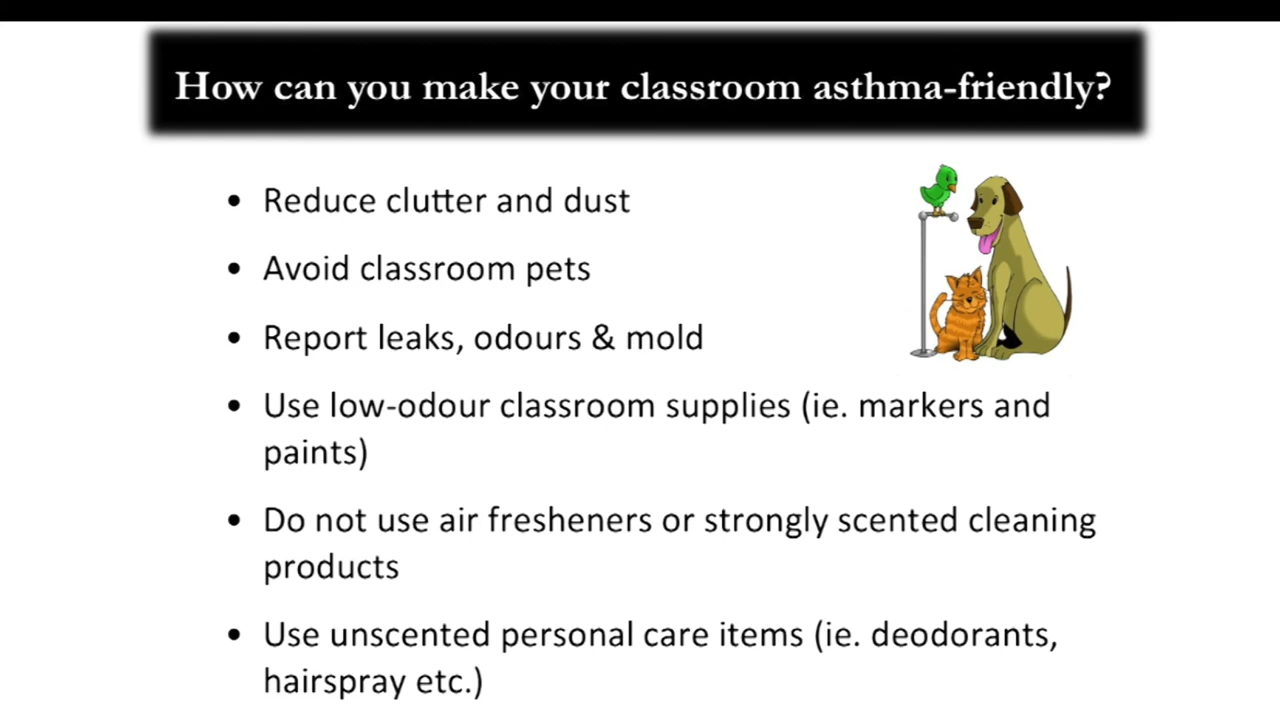 How can you make your classroom asthma-friendly?
• Reduce clutter and dust
• Avoid classroom pets
• Report leaks, odours & mold
• Use low-odour classroom supplies (ie. markers and
paints)
• Do not use air fresheners or strongly scented cleaning
products
• Use unscented personal care items (ie. deodorants,
hairspray etc.)